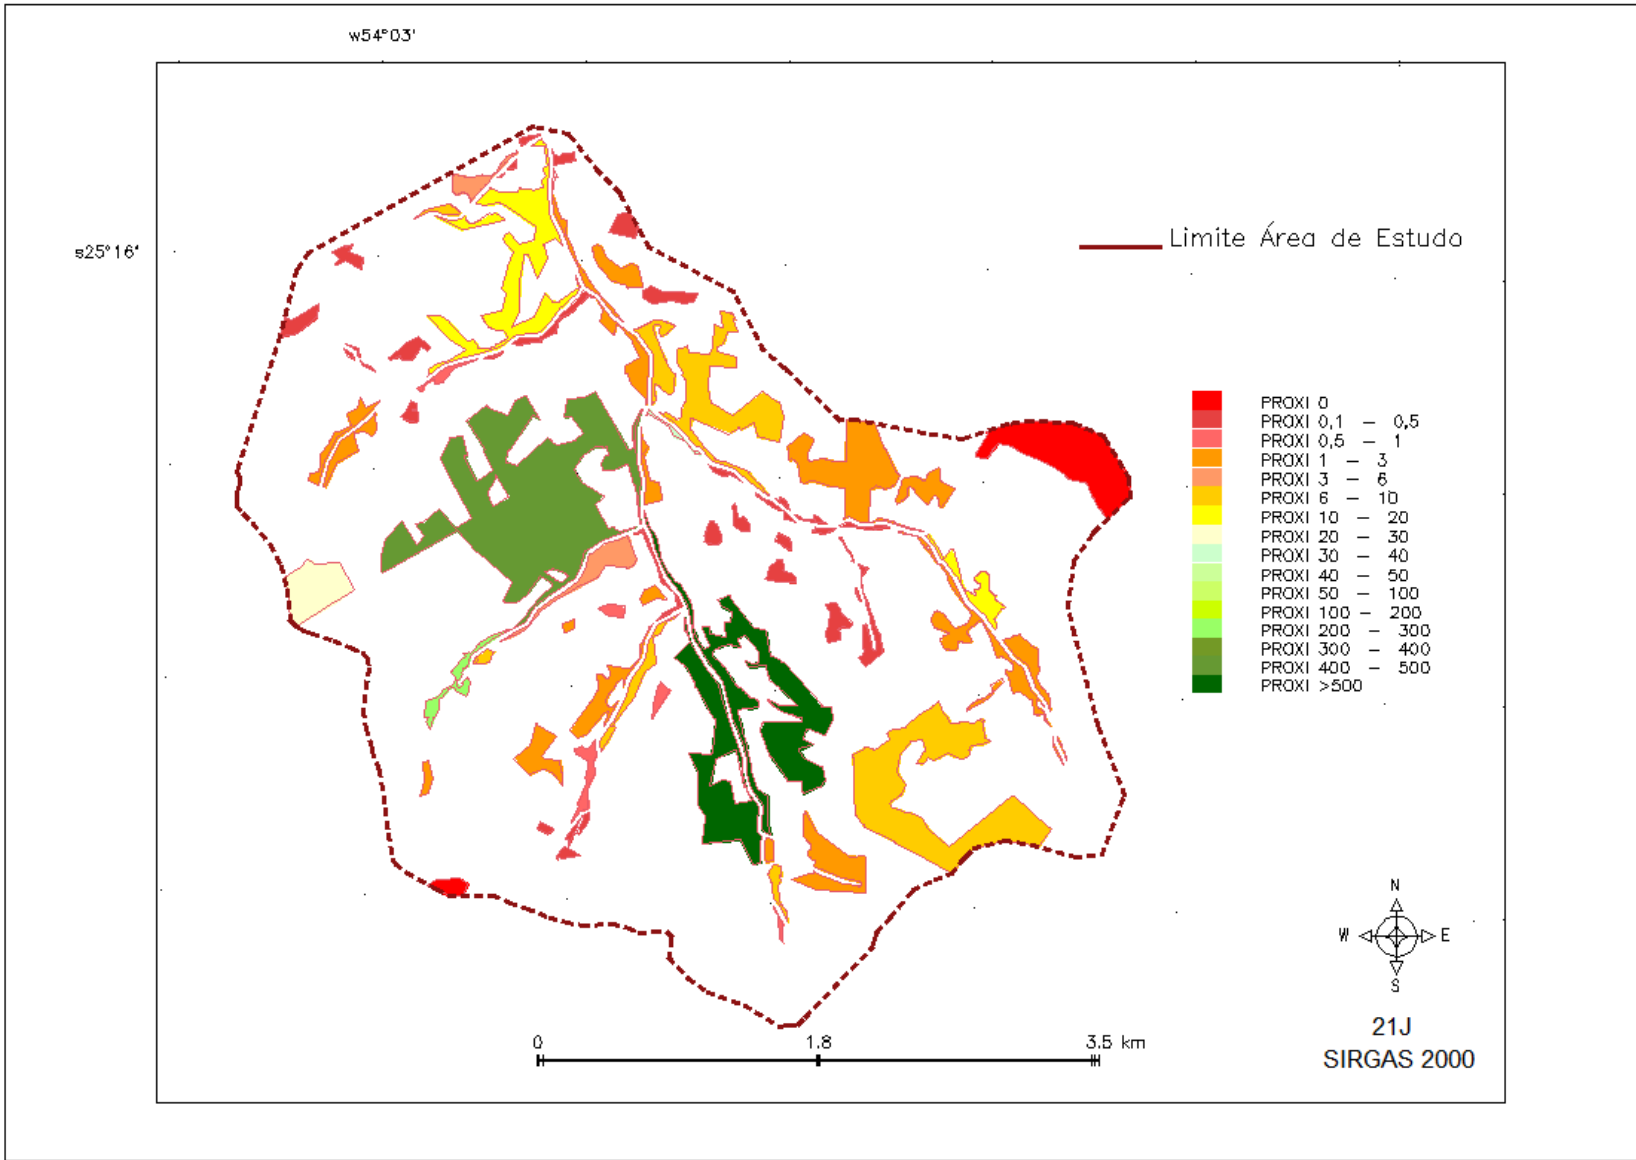 w54°03'
s25°16'
Limite Área de Estudo
PROXI 0
PROXI 0,1 – 0,5
PROXI 0,5 – 1
PROXI 1 – 3
PROXI 3 – 6
PROXI 6 – 10
PROXI 10 – 20
PROXI 20 – 30
PROXI 30 – 40
PROXI 40 – 50
PROXI 50 – 100
PROXI 100 – 200
PROXI 200 – 300
PROXI 300 – 400
PROXI 400 – 500
PROXI >500
N
W E
S
0 1.8 3.5 km
21J
SIRGAS 2000